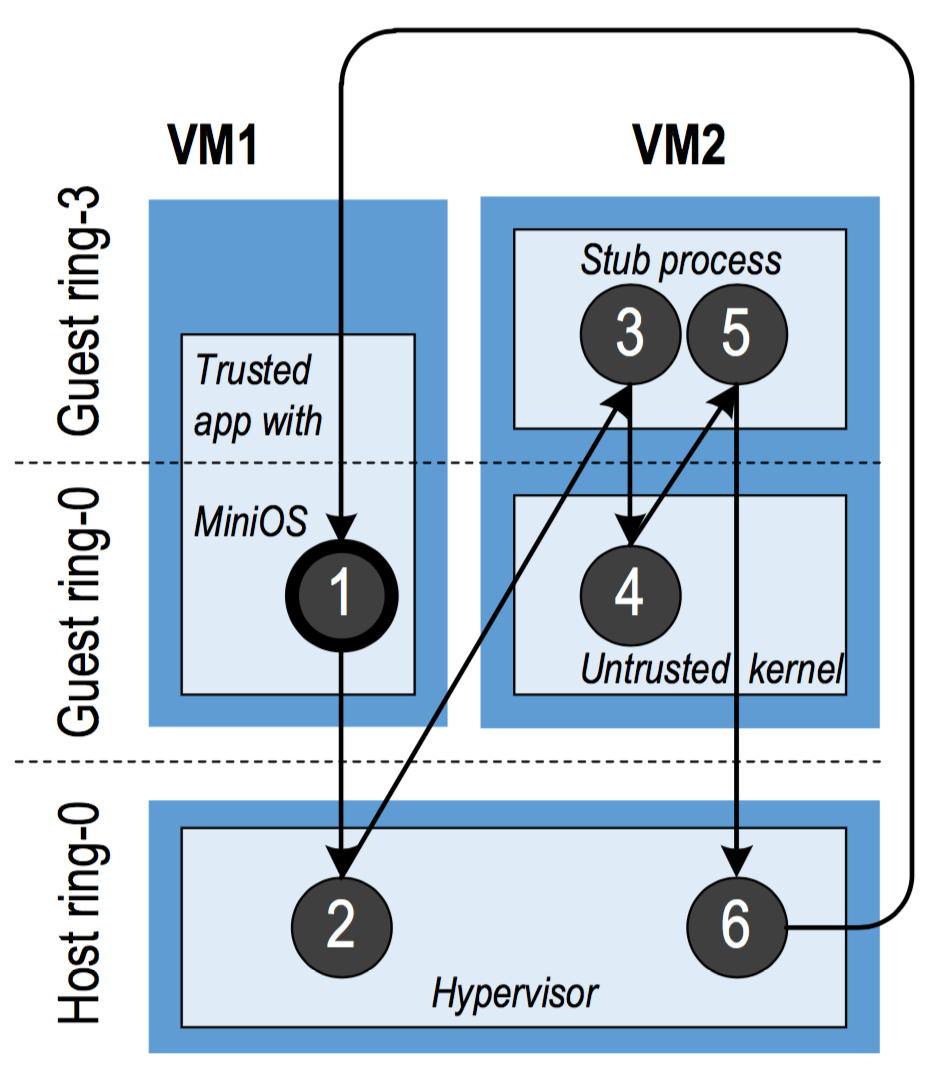 VM1
VM2
Guest ring-3
Stub process
3
5
Trusted
app with
Guest ring-0
MiniOS
1
4
Untrusted kernel
Host ring-0
2
6
Hypervisor